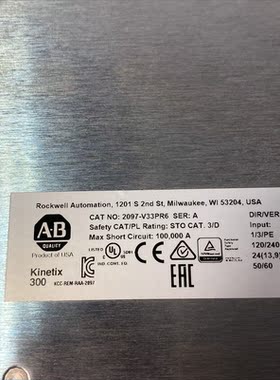 Rockwell Automation, 1201 S 2nd St, Milwaukee, WI 53204, USA
CAT NO: 2097-V33PR6 SER: A
Safety CAT/PL Rating: STO CAT. 3/D
Max Short Circuit: 100,000 A
DIR/VER
Input:
1/3/PE
120/240
24(13,9)
50/60
A-B
QUALITY
Product of USA
LISTED
IND. CONT. EQ
Kinetix
300
KCC-REM-RAA-2097